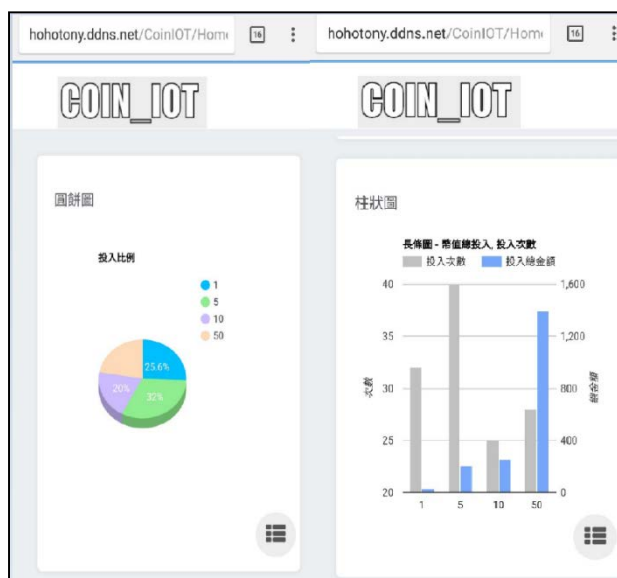 hohotony.ddns.net/CoinIOT/Home
16
COIN_IOT
圓餅圖
投入比例
1
5
10
50
25.6%
32%
20%
hohotony.ddns.net/CoinIOT/Home
16
COIN_IOT
柱狀圖
長條圖 - 幣值總投入, 投入次數
投入次數 投入總金額
40 1,600
35 1,200
30 800
25 400
20 0
次數
總金額
1 5 10 50